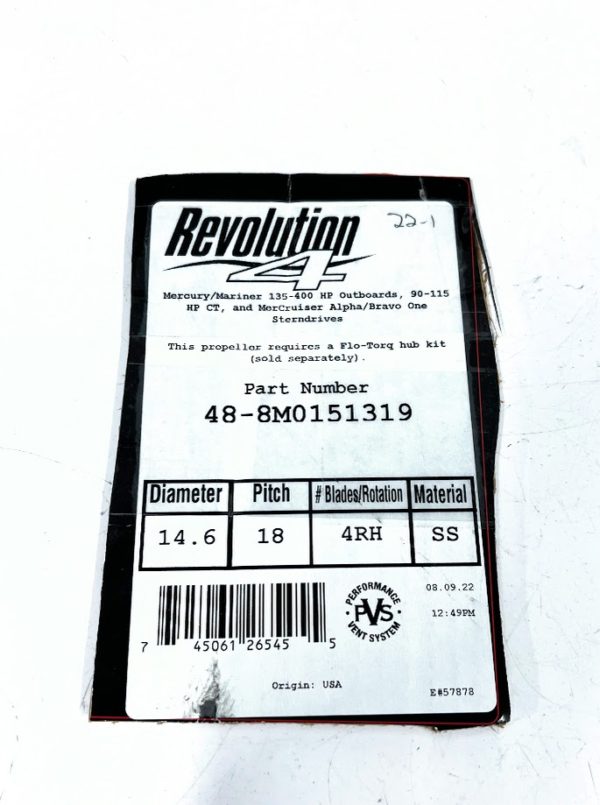 Revolution 22-1
4
Mercury/Mariner 135-400 HP Outboards, 90-115
HP CT, and MerCruiser Alpha/Bravo One
Sterndrives
This propeller requires a Flo-Torq hub kit
(sold separately).
Part Number
48-8M0151319
Diameter Pitch # Blades/Rotation Material
14.6 18 4RH SS
PERFORMANCE
PVS
VENT SYSTEM
08.09.22
12:49PM
7 45061 26545 5
Origin: USA
E#57878